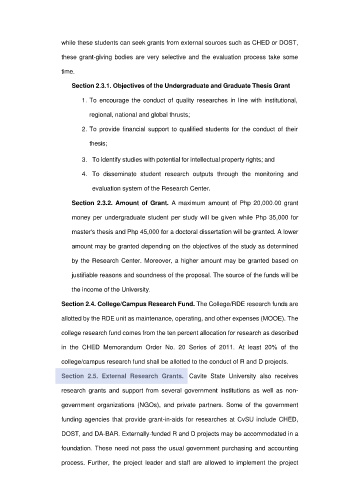 while these students can seek grants from external sources such as CHED or DOST,
these grant-giving bodies are very selective and the evaluation process take some
time.
Section 2.3.1. Objectives of the Undergraduate and Graduate Thesis Grant
1. To encourage the conduct of quality researches in line with institutional,
regional, national and global thrusts;
2. To provide financial support to qualified students for the conduct of their
thesis;
3. To identify studies with potential for intellectual property rights; and
4. To disseminate student research outputs through the monitoring and
evaluation system of the Research Center.
Section 2.3.2. Amount of Grant. A maximum amount of Php 20,000.00 grant
money per undergraduate student per study will be given while Php 35,000 for
master's thesis and Php 45,000 for a doctoral dissertation will be granted. A lower
amount may be granted depending on the objectives of the study as determined
by the Research Center. Moreover, a higher amount may be granted based on
justifiable reasons and soundness of the proposal. The source of the funds will be
the income of the University.
Section 2.4. College/Campus Research Fund. The College/RDE research funds are
allotted by the RDE unit as maintenance, operating, and other expenses (MOOE). The
college research fund comes from the ten percent allocation for research as described
in the CHED Memorandum Order No. 20 Series of 2011. At least 20% of the
college/campus research fund shall be allotted to the conduct of R and D projects.
Section 2.5. External Research Grants. Cavite State University also receives
research grants and support from several government institutions as well as non-
government organizations (NGOs), and private partners. Some of the government
funding agencies that provide grant-in-aids for researches at CvSU include CHED,
DOST, and DA-BAR. Externally-funded R and D projects may be accommodated in a
foundation. These need not pass the usual government purchasing and accounting
process. Further, the project leader and staff are allowed to implement the project